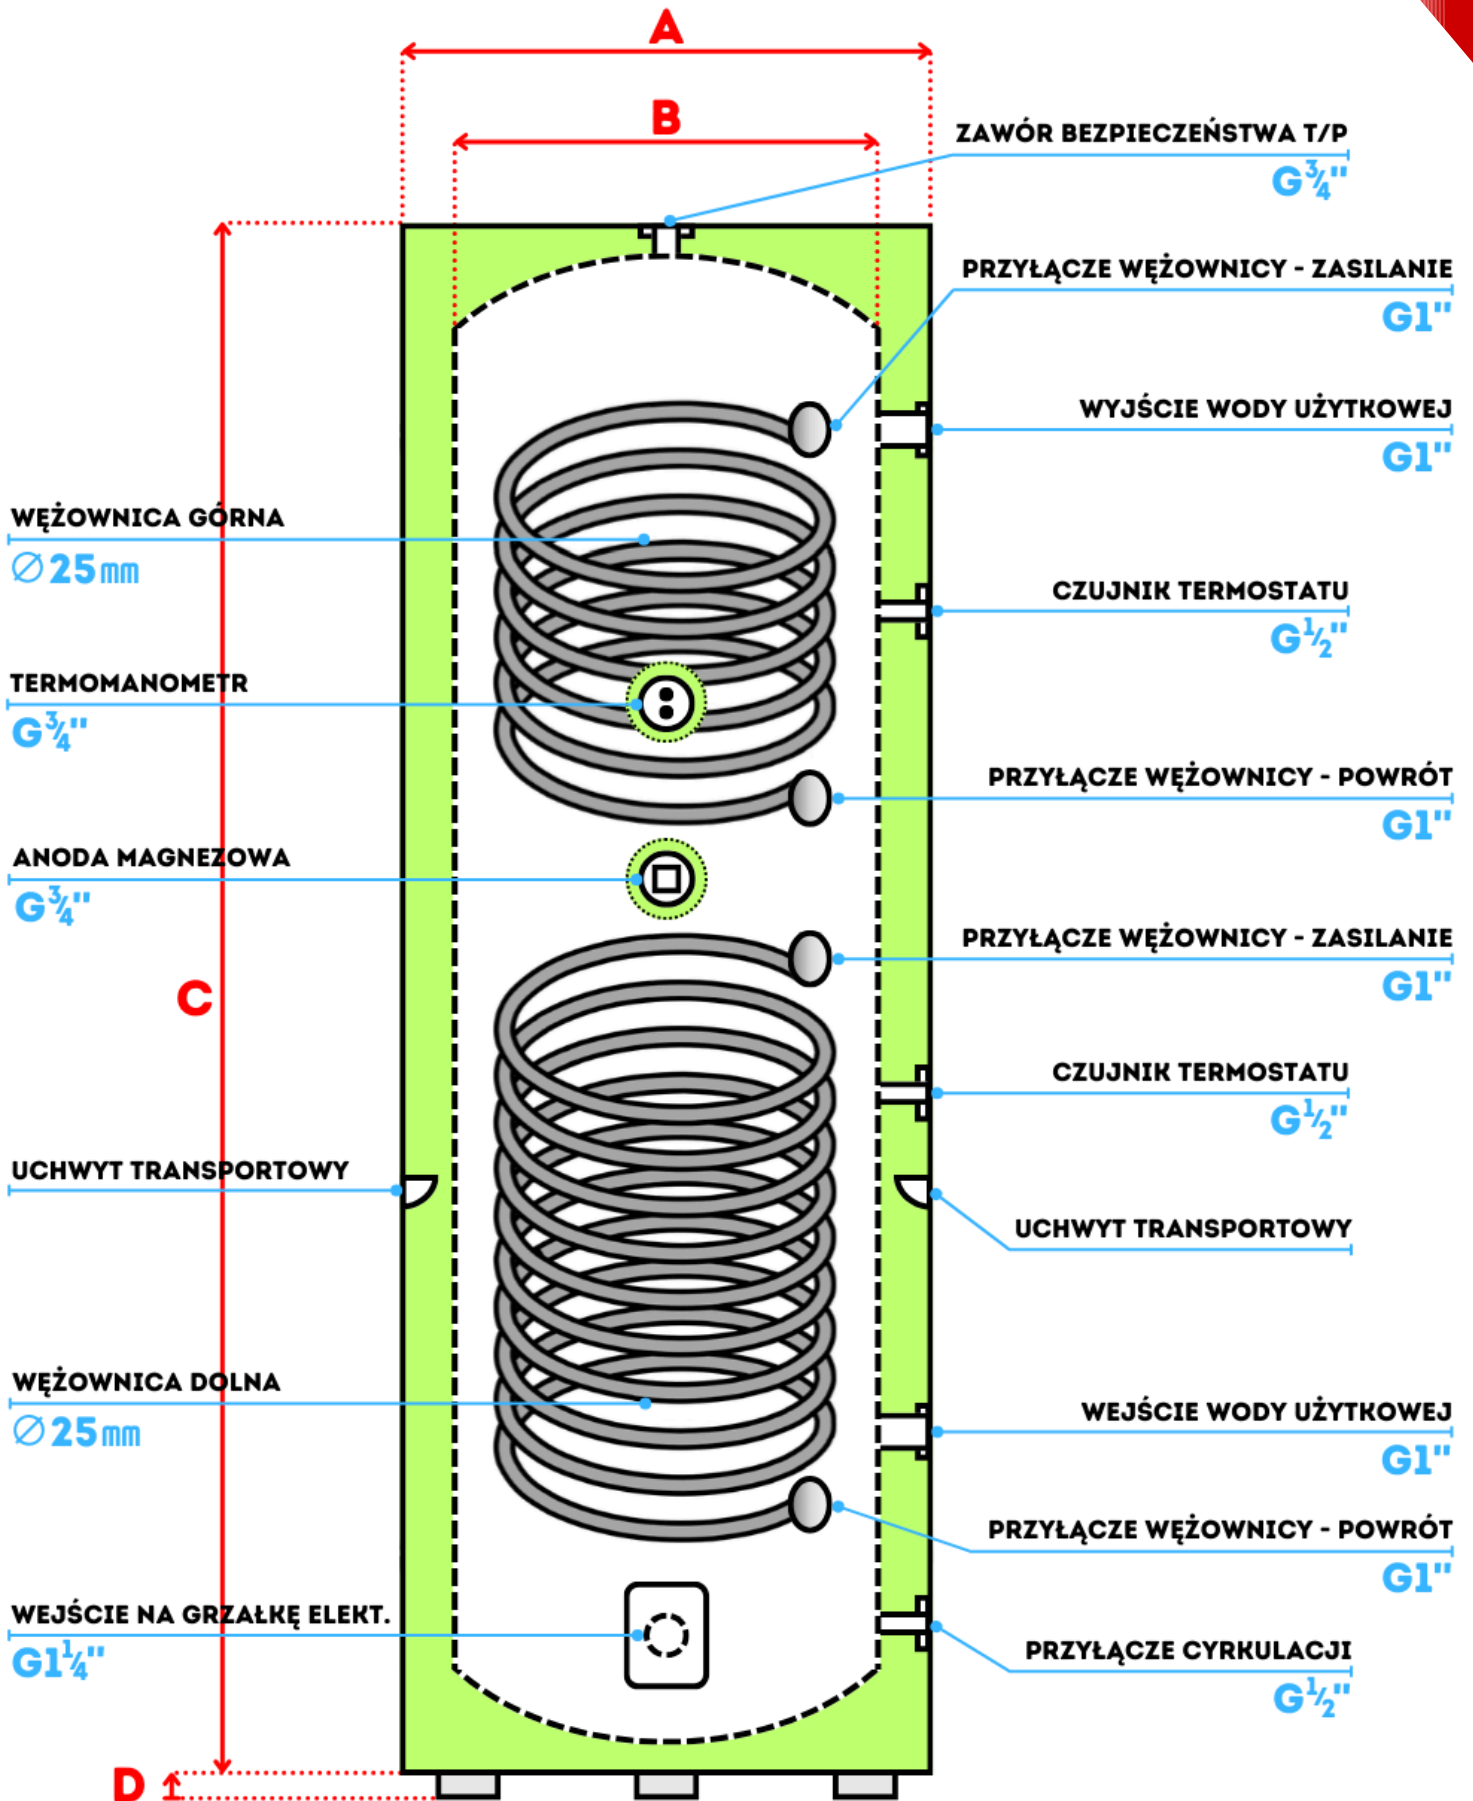 A
B
ZAWÓR BEZPIECZEŃSTWA T/P
G¾"
PRZYŁĄCZE WĘŻOWNICY - ZASILANIE
G1"
WYJŚCIE WODY UŻYTKOWEJ
G1"
WĘŻOWNICA GÓRNA
∅25mm
CZUJNIK TERMOSTATU
G½"
TERMOMANOMETR
G¾"
PRZYŁĄCZE WĘŻOWNICY - POWRÓT
G1"
ANODA MAGNEZOWA
G¾"
PRZYŁĄCZE WĘŻOWNICY - ZASILANIE
G1"
C
CZUJNIK TERMOSTATU
G½"
UCHWYT TRANSPORTOWY
UCHWYT TRANSPORTOWY
WĘŻOWNICA DOLNA
∅25mm
WEJŚCIE WODY UŻYTKOWEJ
G1"
PRZYŁĄCZE WĘŻOWNICY - POWRÓT
G1"
WEJŚCIE NA GRZAŁKĘ ELEKT.
G1¼"
PRZYŁĄCZE CYRKULACJI
G½"
D